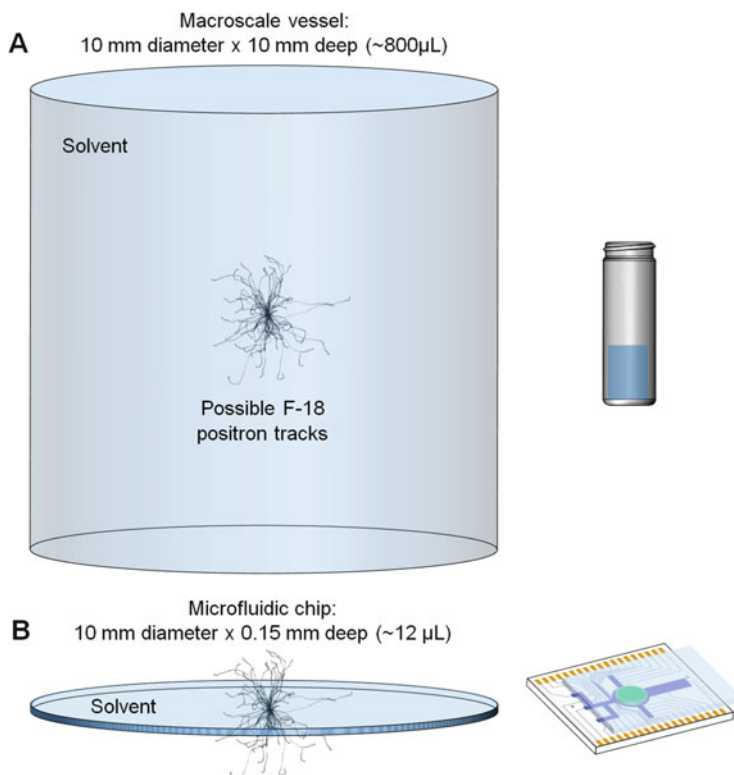 Macroscale vessel:
A 10 mm diameter x 10 mm deep (~800µL)
Solvent
Possible F-18
positron tracks
Microfluidic chip:
B 10 mm diameter x 0.15 mm deep (~12 µL)
Solvent